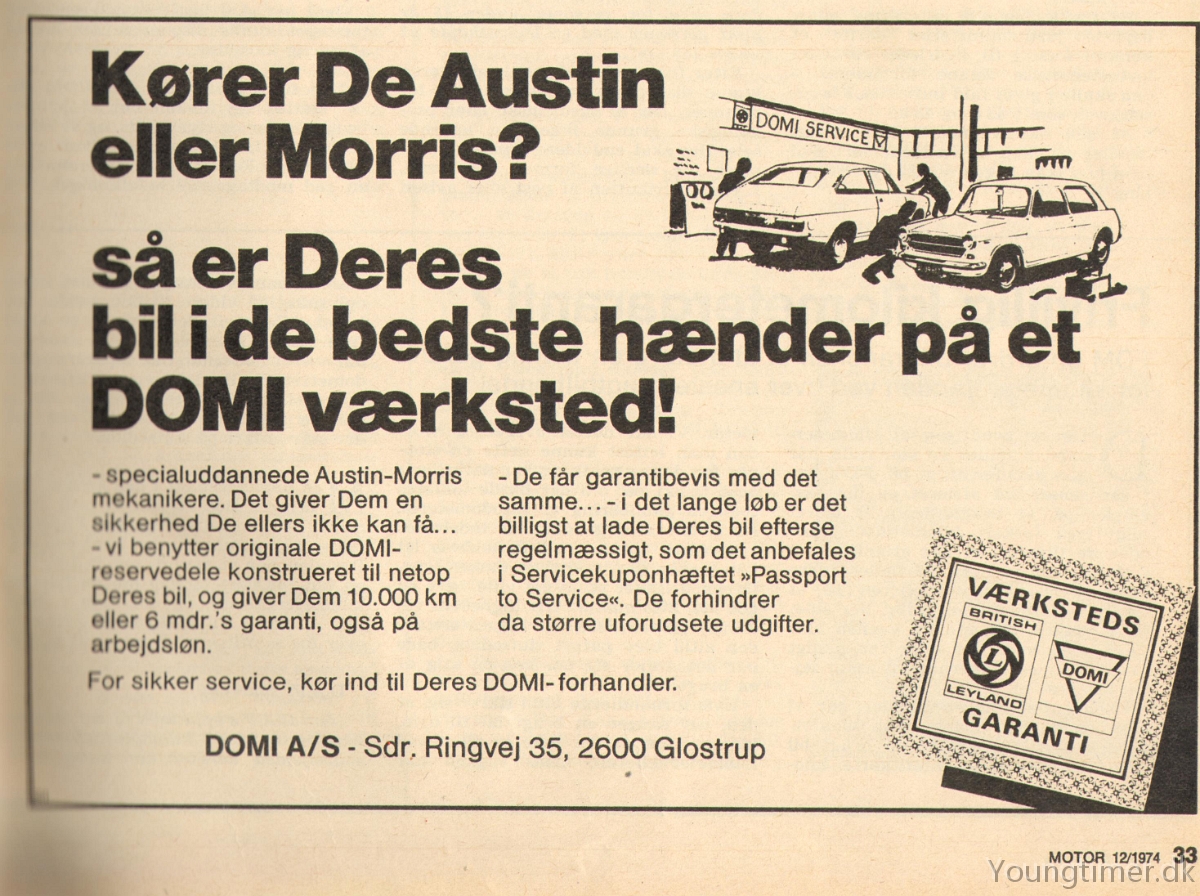 Kører De Austin
eller Morris?
DOMI SERVICE
så er Deres
bil i de bedste hænder på et
DOMI værksted!
- specialuddannede Austin-Morris
mekanikere. Det giver Dem en
sikkerhed De ellers ikke kan få...
- vi benytter originale DOMI-
reservedele konstrueret til netop
Deres bil, og giver Dem 10.000 km
eller 6 mdr.'s garanti, også på
arbejdsløn.
- De får garantibevis med det
samme... - i det lange løb er det
billigst at lade Deres bil efterse
regelmæssigt, som det anbefales
i Servicekuponhæftet »Passport
to Service«. De forhindrer
da større uforudsete udgifter.
For sikker service, kør ind til Deres DOMI-forhandler.
DOMI A/S - Sdr. Ringvej 35, 2600 Glostrup
VÆRKSTEDS
BRITISH
L
LEYLAND
DOMI
GARANTI
MOTOR 12/1974 33
Youngtimer.dk